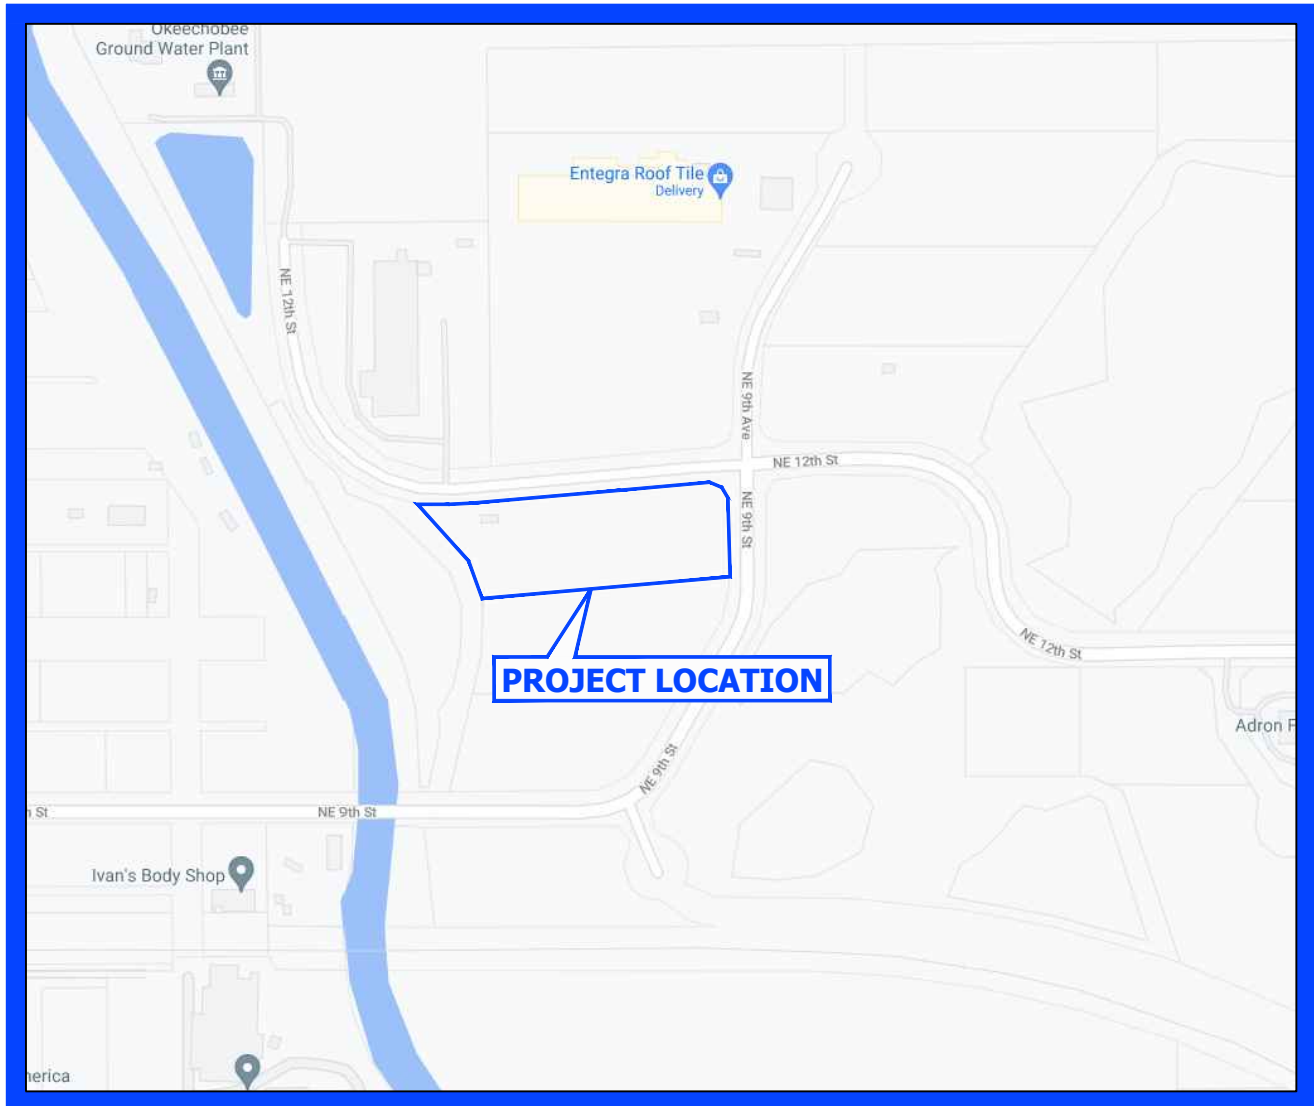 Okeechobee
Ground Water Plant
Entegra Roof Tile
Delivery
NE 12th St
NE 9th Ave
NE 12th St
NE 9th St
NE 12th St
PROJECT LOCATION
Adron F
NE 9th St
St
NE 9th St
Ivan's Body Shop
nerica